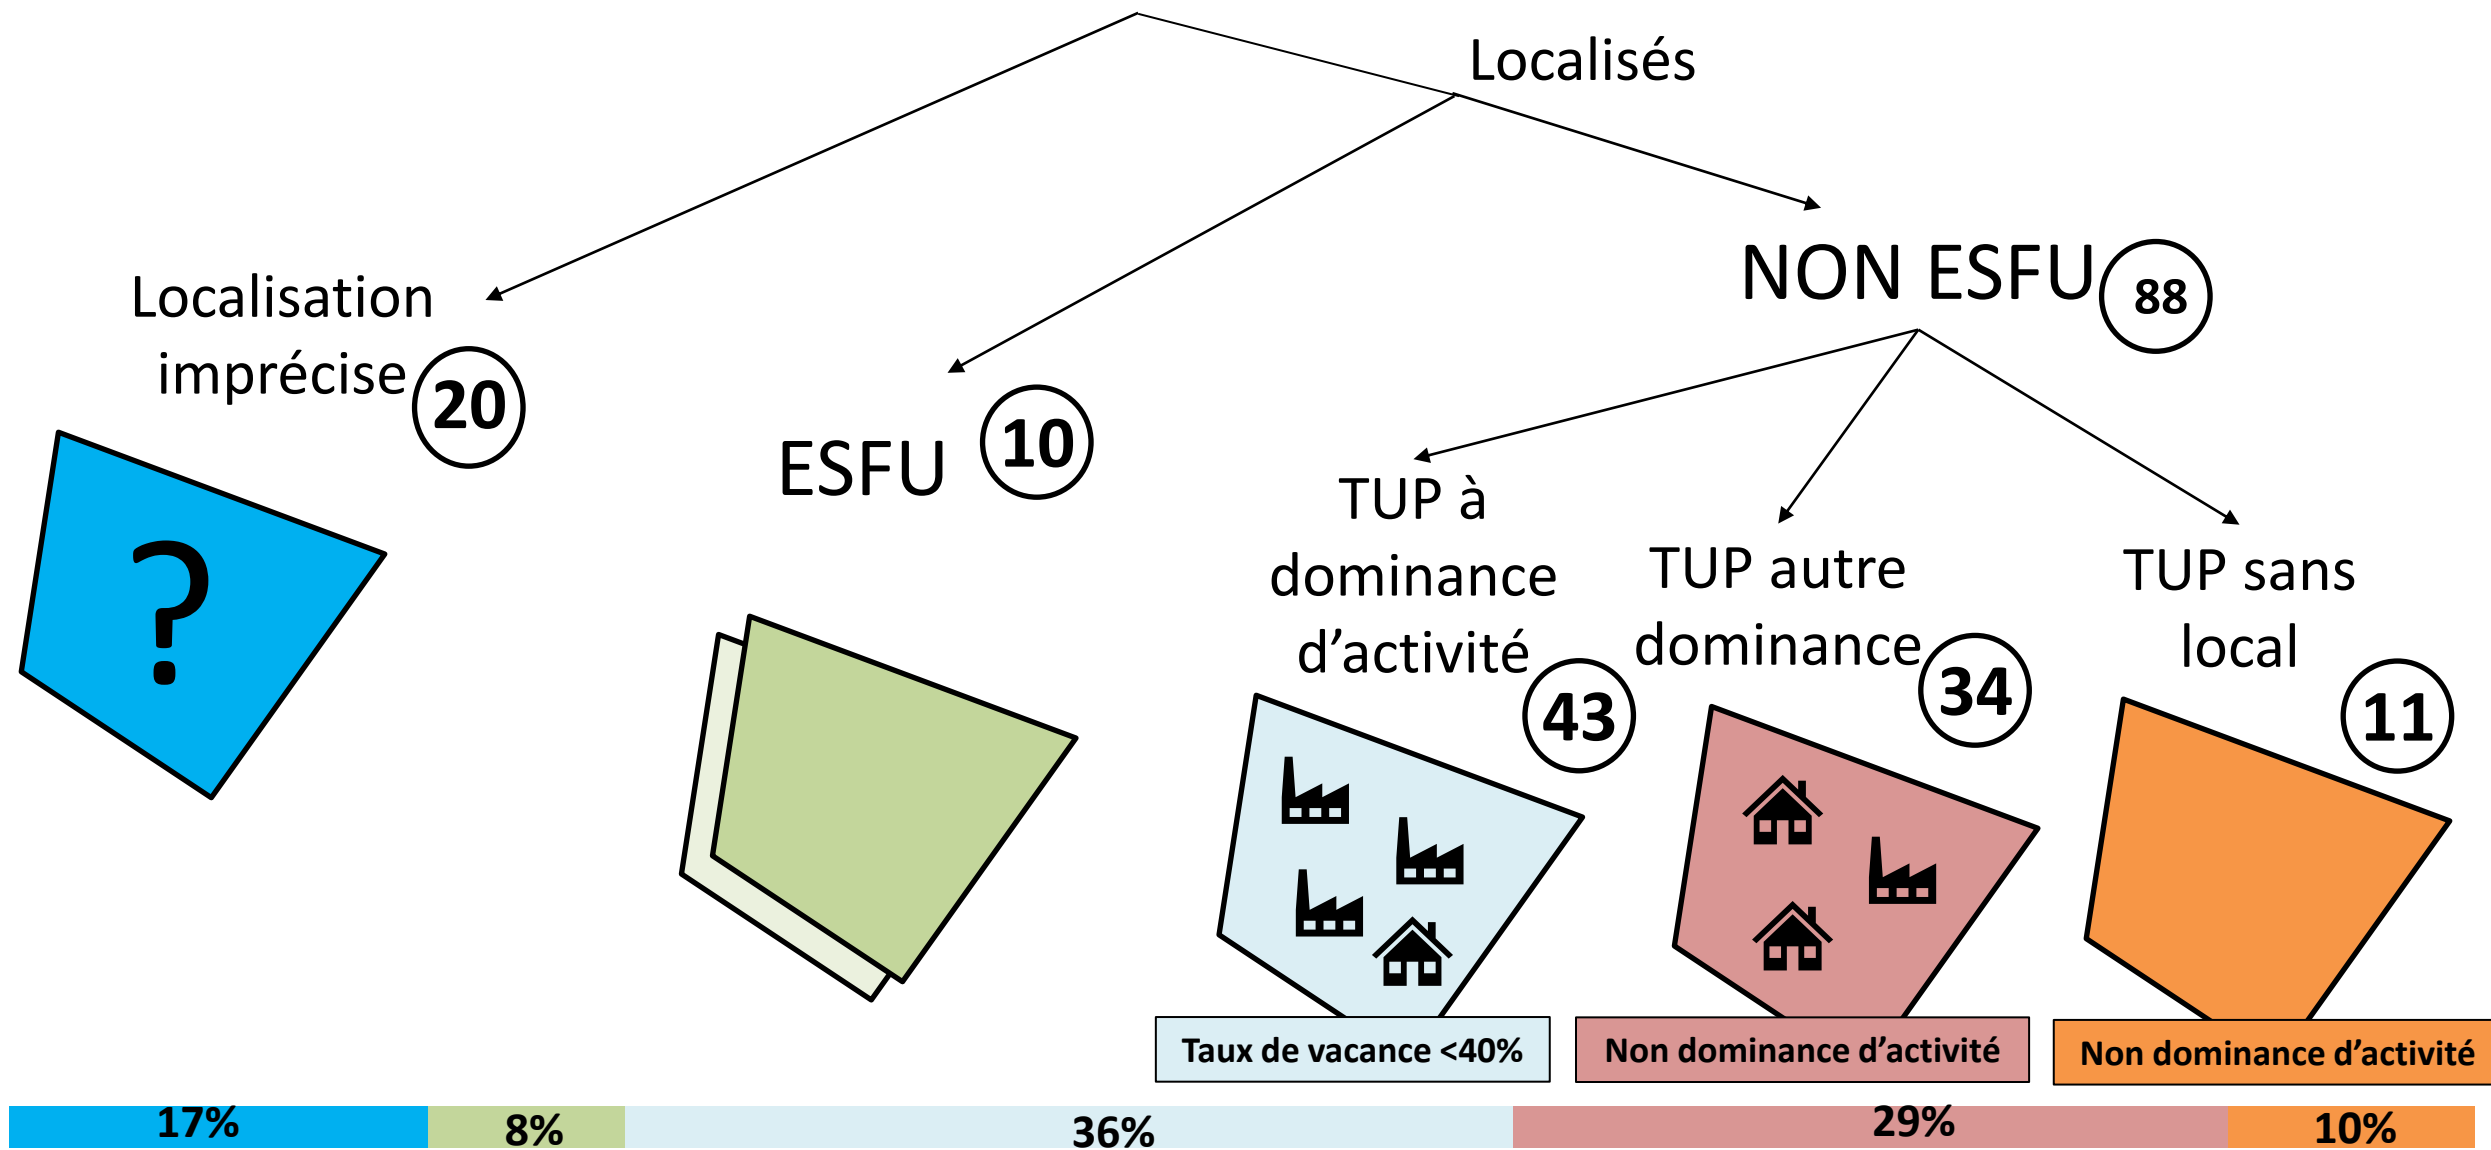 Localisés
Localisation
imprécise
20
ESFU
10
NON ESFU
88
TUP à
dominance
d’activité
43
TUP autre
dominance
34
TUP sans
local
11
?
Taux de vacance <40%
Non dominance d’activité
Non dominance d’activité
17%
8%
36%
29%
10%